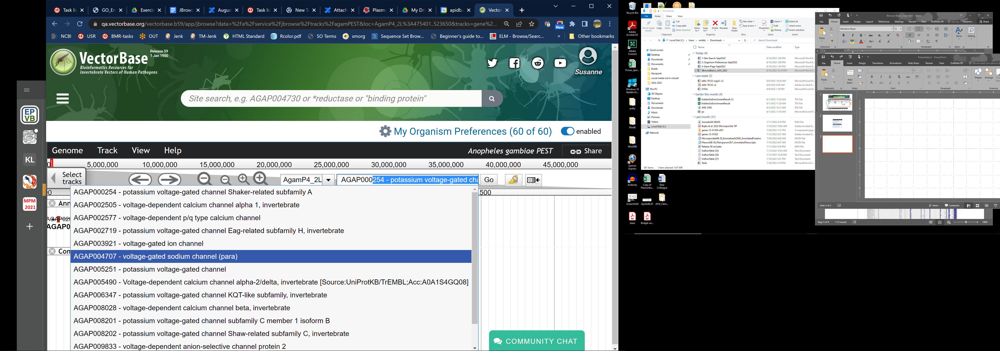 Task lis
GO_En
Exercis
JBrows
Augus
Task lis
New T
Attach
Plasmo
My Dri
apidb.c
Vector
qa.vectorbase.org/vectorbase.b59/app/jbrowse?data=%2Fa%2Fservice%2Fjbrowse%2Ftracks%2FagamPEST&loc=AgamP4_2L%3A475401..523650&tracks=gene%2...
New
NCBI
USR
BMR-tasks
OUT
Jenk
TM-Jenk
HTML Standard
Rcolor.pdf
SO Terms
smorg
Sequence Set Brow...
Beginner's guide to...
ELM - Browse/Searc...
»
Other bookmarks
VectorBase
Release 59
1 Jan 1900
Bioinformatics Resources for
Invertebrate Vectors of Human Pathogens
Susanne
Site search, e.g. AGAP004730 or *reductase or "binding protein"
My Organism Preferences (60 of 60)
enabled
EP
VB
KL
MPM
2021
Genome
Track
View
Help
Anopheles gambiae PEST
Share
0
5,000,000
10,000,000
15,000,000
20,000,000
25,000,000
30,000,000
35,000,000
40,000,000
45,000,000
Select
tracks
AgamP4_2L
AGAP000254 - potassium voltage-gated cha
Go
500
AGAP000254 - potassium voltage-gated channel Shaker-related subfamily A
AGAP002505 - voltage-dependent calcium channel alpha 1, invertebrate
AGAP002577 - voltage-dependent p/q type calcium channel
AGAP002719 - potassium voltage-gated channel Eag-related subfamily H, invertebrate
AGAP003921 - voltage-gated ion channel
AGAP004707 - voltage-gated sodium channel (para)
AGAP005251 - potassium voltage-gated channel
AGAP005490 - Voltage-dependent calcium channel alpha-2/delta, invertebrate [Source:UniProtKB/TrEMBL;Acc:A0A1S4GQ08]
AGAP006347 - potassium voltage-gated channel KQT-like subfamily, invertebrate
AGAP008028 - voltage-dependent calcium channel beta, invertebrate
AGAP008201 - potassium voltage-gated channel subfamily C member 1 isoform B
AGAP008202 - potassium voltage-gated channel Shaw-related subfamily C, invertebrate
AGAP009833 - voltage-dependent anion-selective channel protein 2
Ann
AGAP028
AGAP0
Con
COMMUNITY CHAT
Recycle Bin
Adobe
Acrobat DC
Adobe
Connect
Pvivax_spor...
Windows 10
Update As...
putty
Win98
Win2000
Garmin
Express
Audacity
Copy of
Plasmodiu...
Dear
Colleague
ScreenToGif
ApolloBLAT
2019_Clem...
lease
Bridget-an...
Downloads
File
Home
Share
View
Pin to Quick
access
Copy
Paste
Cut
Copy path
Paste shortcut
Clipboard
Move
to
Copy
to
Delete
Rename
Organize
New
folder
New item
Easy access
New
Properties
Open
Edit
History
Open
Select all
Select none
Invert selection
Select
Local Disk (C:)
Users
swfeltz
Downloads
Search Downloads
Quick access
Desktop
Downloads
Documents
Builds
Navipoint
social media not in a build
UGA-2022
This PC
3D Objects
Desktop
Documents
Downloads
Music
Pictures
Videos
Local Disk (C:)
Network
Name
Date modified
Type
Today (4)
1-Site-Search-Sept2022 8/16/2022 1:00 PM Microsoft Word D...
2-Organism-Preferences-Sept2022 8/16/2022 1:00 PM Microsoft Word D...
3-Gene-Page-Sept2022 8/16/2022 1:03 PM Microsoft Word D...
JBrowseBasics_AGS_2022 8/16/2022 12:10 PM Microsoft Word D...
Last week (3)
elife-76132-supp1-v2 8/8/2022 10:20 AM Microsoft Excel W...
elife-76132-v2 8/8/2022 9:26 AM Adobe Acrobat D...
S1File 8/9/2022 1:39 PM Microsoft Excel W...
Earlier this month (4)
hiddenGoEnrichmentResult (1) 8/1/2022 11:29 AM TSV File
hiddenGoEnrichmentResult 8/1/2022 11:29 AM TSV File
IMG-2595 8/2/2022 10:12 AM JPG File
ps 8/1/2022 11:36 AM Microsoft Excel 97...
Last month (17)
Amoeba58-NEWS 7/11/2022 4:10 PM PNG File
Bojko et al. 2022 Microsporidia TIP 7/19/2022 10:05 AM Adobe Acrobat D...
genes-12-01359-s001 7/26/2022 1:31 PM Compressed (zipp...
genes-12-01932 7/12/2022 8:37 AM Adobe Acrobat D...
MicrosporidiaDB-58_EromaleaeSJ2008_AnnotatedProteins 7/26/2022 8:40 AM FASTA File
PlasmoDB-58_Pfalciparum3D7_AnnotatedTranscripts 7/18/2022 9:07 AM FASTA File
Release 58 includes 7/11/2022 4:30 PM MP4 File
SraRunTable (25) 7/12/2022 10:24 AM Text Document
SraRunTable (26) 7/12/2022 12:36 PM Text Document
SraRunTable (27) 7/18/2022 3:01 PM Text Document
Tasks 7/26/2022 2:19 PM Microsoft Excel C...
361 items
1 item selected 4.87 MB
JBrowse-Basics_Sept-2022 - Word
File
Home
Insert
Design
Layout
References
Mailings
Review
View
EndNote X9
Tell me...
Susanne...
Share
Helvetica Neue
12
Paste
Clipboard
Font
Paragraph
Styles
Styles
Editing
Presentation1 - PowerPoint
File
Home
Insert
Design
Transitions
Animations
Slide Show
Review
View
EndNote X9
Tell me what you want to d
Paste
Clipboard
New
Slide
Slides
18
Font
Paragraph
Shapes
Arrange
Drawing
1
2
3
Slide 3 of 3
Notes
Comments
Page 3 of 9
1172 words
100%